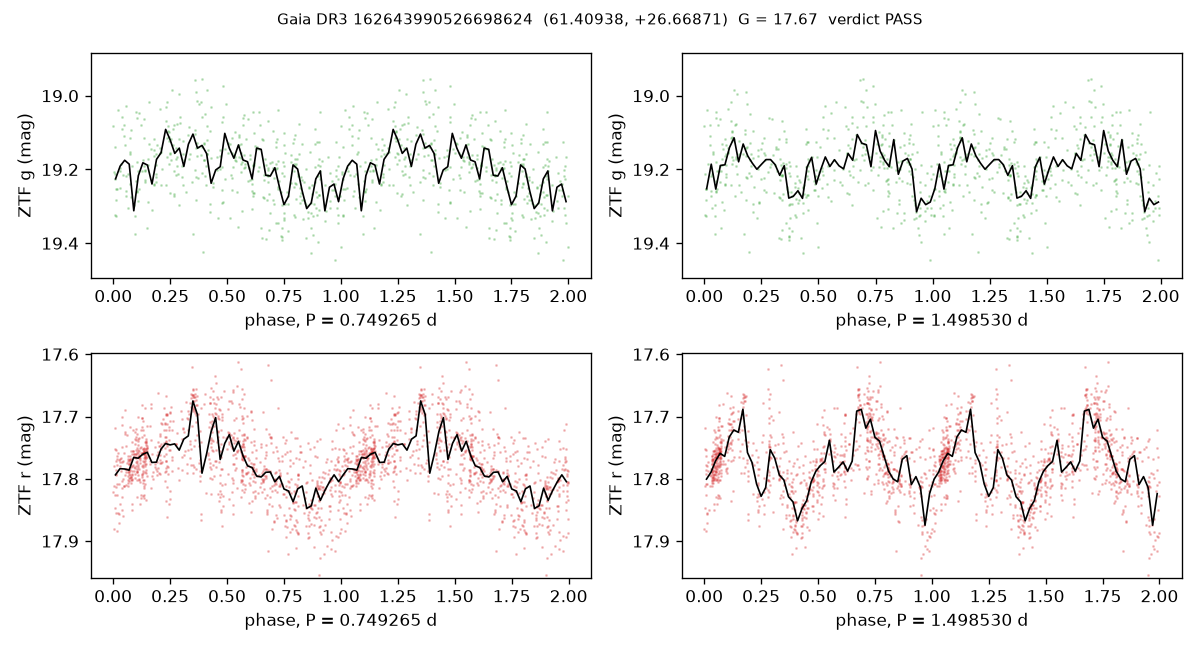 Gaia DR3 162643990526698624  (61.40938, +26.66871)  G = 17.67  verdict PASS
ZTF g (mag)
19.0
19.2
19.4
0.00 0.25 0.50 0.75 1.00 1.25 1.50 1.75 2.00
phase, P = 0.749265 d
ZTF g (mag)
19.0
19.2
19.4
0.00 0.25 0.50 0.75 1.00 1.25 1.50 1.75 2.00
phase, P = 1.498530 d
ZTF r (mag)
17.6
17.7
17.8
17.9
0.00 0.25 0.50 0.75 1.00 1.25 1.50 1.75 2.00
phase, P = 0.749265 d
ZTF r (mag)
17.6
17.7
17.8
17.9
0.00 0.25 0.50 0.75 1.00 1.25 1.50 1.75 2.00
phase, P = 1.498530 d